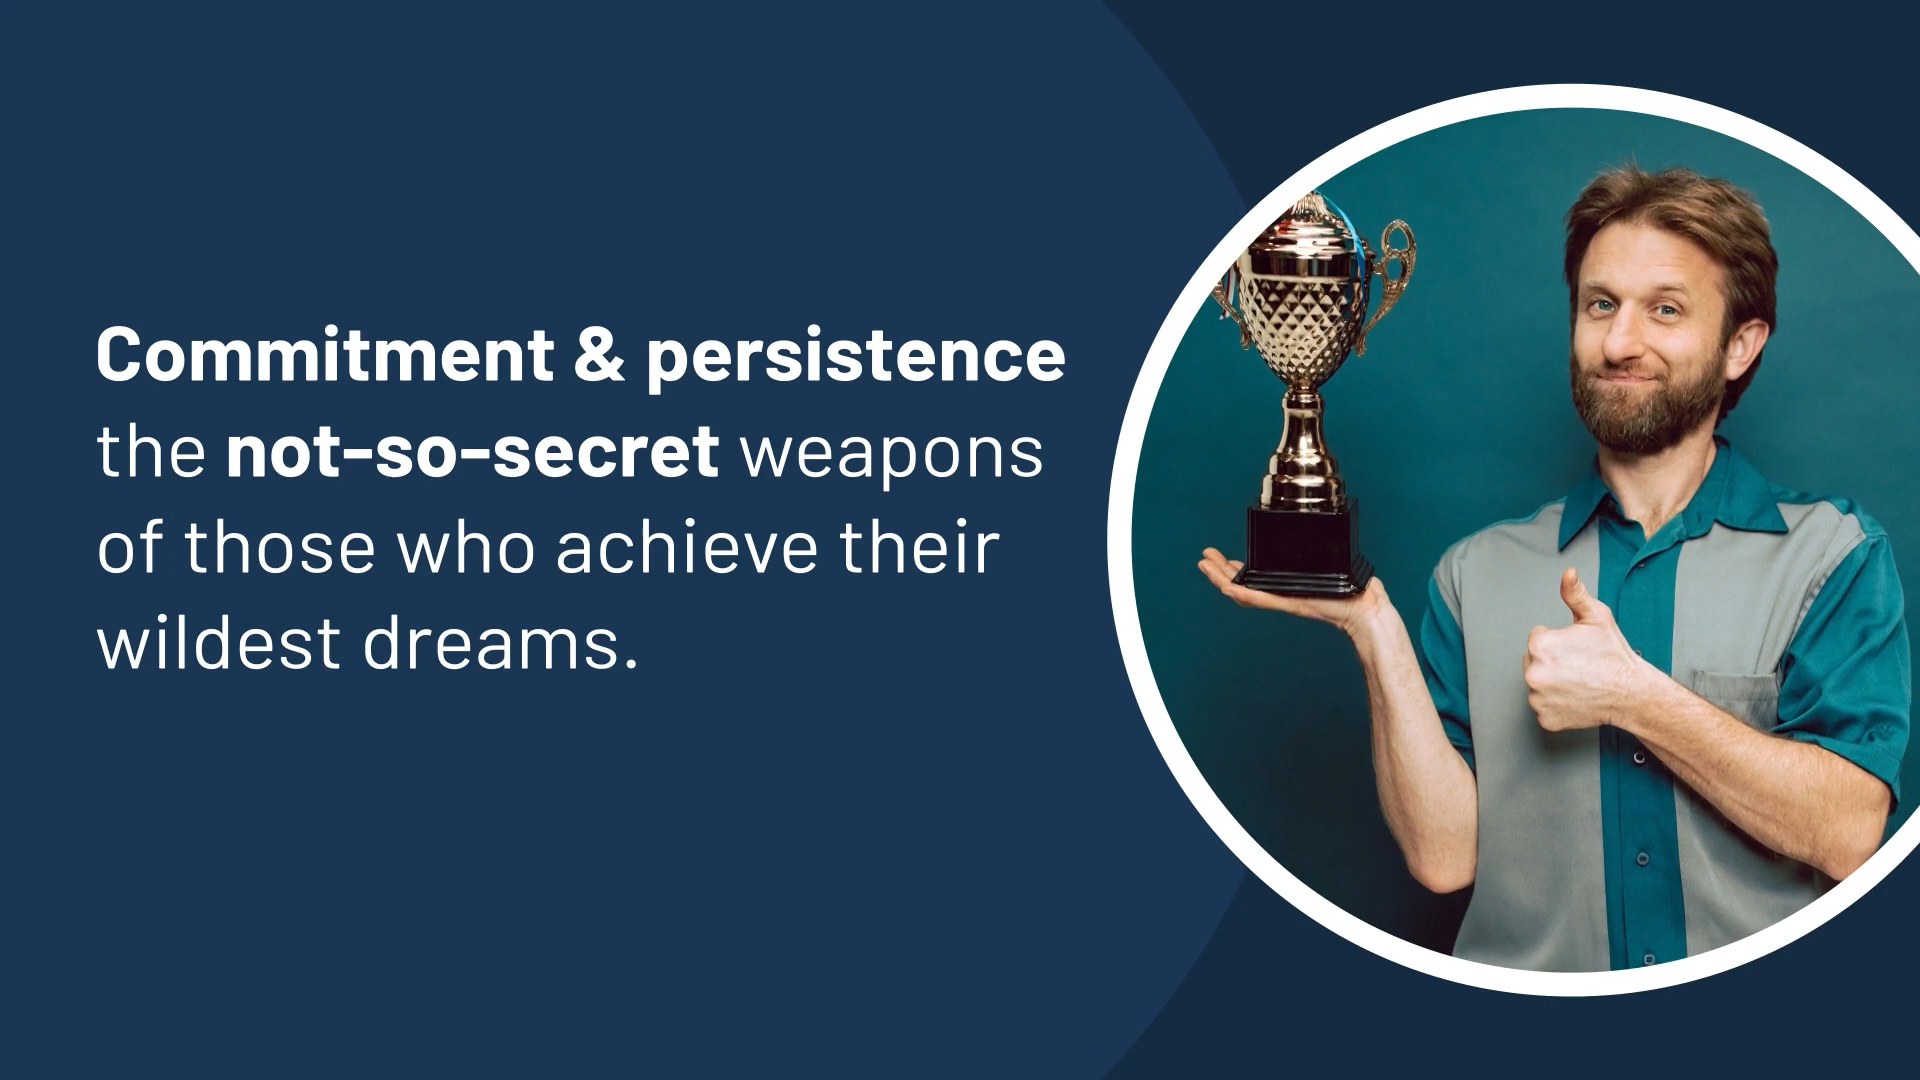 Commitment & persistence
the not-so-secret weapons
of those who achieve their
wildest dreams.